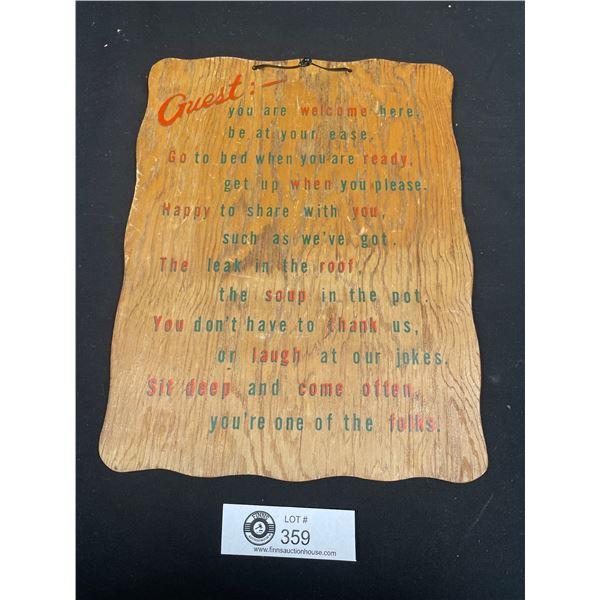 Guest:-
you are welcome here,
be at your ease.
Go to bed when you are ready,
get up when you please.
Happy to share with you,
such as we've got.
The leak in the roof,
the soup in the pot.
You don't have to thank us,
or laugh at our jokes.
Sit deep and come often,
you're one of the folks.
FINNS
LOT #
359
www.finnsauctionhouse.com